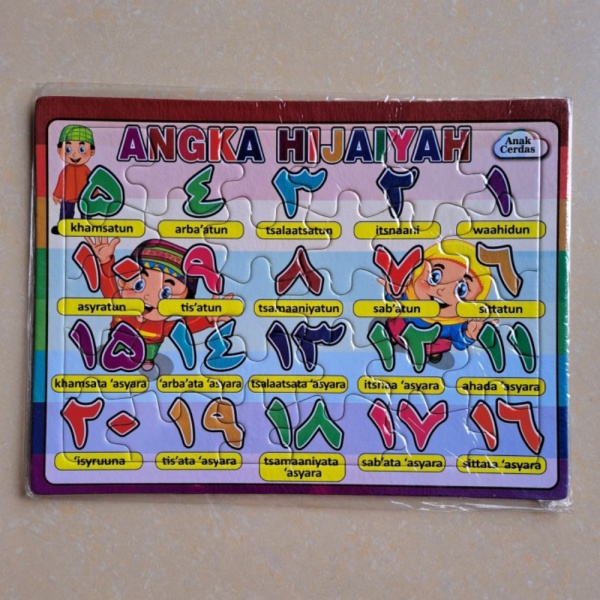 ANGKA HIJAIYAH
Anak
Cerdas
٥ ٤ ٣ ٢ ١
khamsatun arba'atun tsalaatsatun itsnaani waahidun
١٠ ٩ ٨ ٧ ٦
asyratun tis'atun tsamaaniyatun sab'atun sittatun
١٥ ١٤ ١٣ ١٢ ١١
khamsata 'asyara 'arba'ata 'asyara tsalaatsata 'asyara itsnaa 'asyara ahada 'asyara
٢٠ ١٩ ١٨ ١٧ ١٦
'isyruuna tis'ata 'asyara tsamaaniyata 'asyara sab'ata 'asyara sittata 'asyara